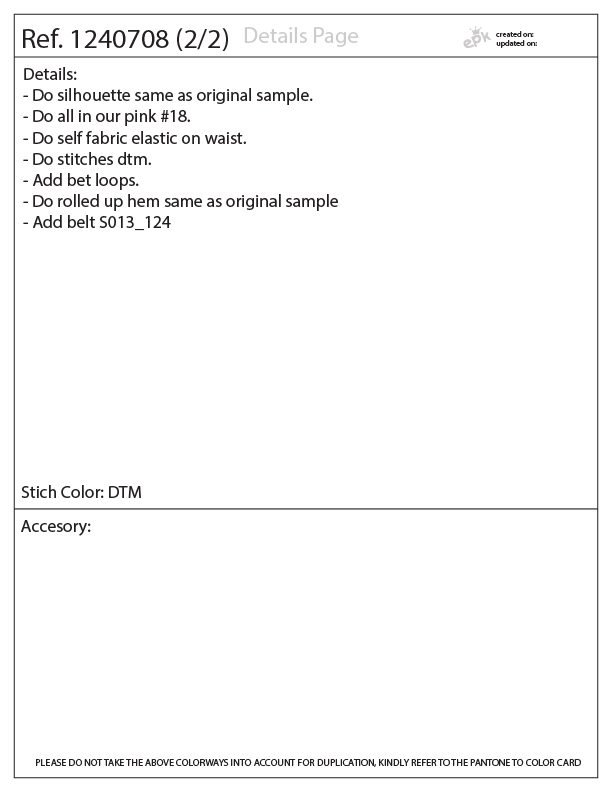 Ref. 1240708 (2/2) Details Page
epk
created on:
updated on:
Details:
- Do silhouette same as original sample.
- Do all in our pink #18.
- Do self fabric elastic on waist.
- Do stitches dtm.
- Add bet loops.
- Do rolled up hem same as original sample
- Add belt S013_124
Stich Color: DTM
Accesory:
PLEASE DO NOT TAKE THE ABOVE COLORWAYS INTO ACCOUNT FOR DUPLICATION, KINDLY REFER TO THE PANTONE TO COLOR CARD